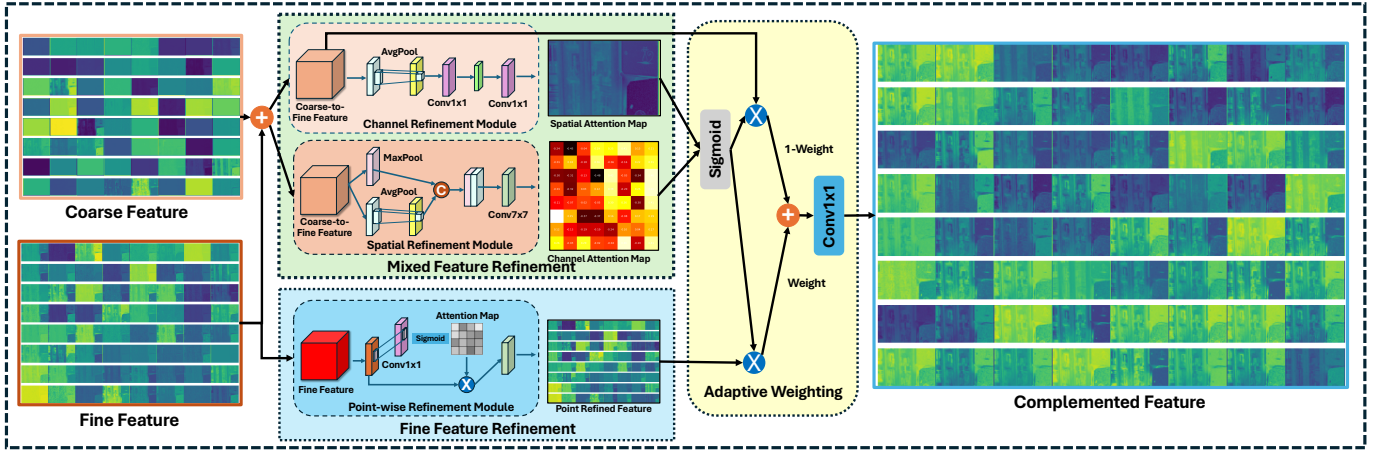 Coarse Feature
Fine Feature
AvgPool
Coarse-to-
Fine Feature
Conv1x1
Conv1x1
Channel Refinement Module
Spatial Attention Map
MaxPool
AvgPool
C
Coarse-to-
Fine Feature
Conv7x7
Spatial Refinement Module
Channel Attention Map
Mixed Feature Refinement
Attention Map
Sigmoid
Conv1x1
X
Fine Feature
Point-wise Refinement Module
Point Refined Feature
Fine Feature Refinement
Sigmoid
X
1-Weight
+
Conv1x1
Weight
X
Adaptive Weighting
Complemented Feature